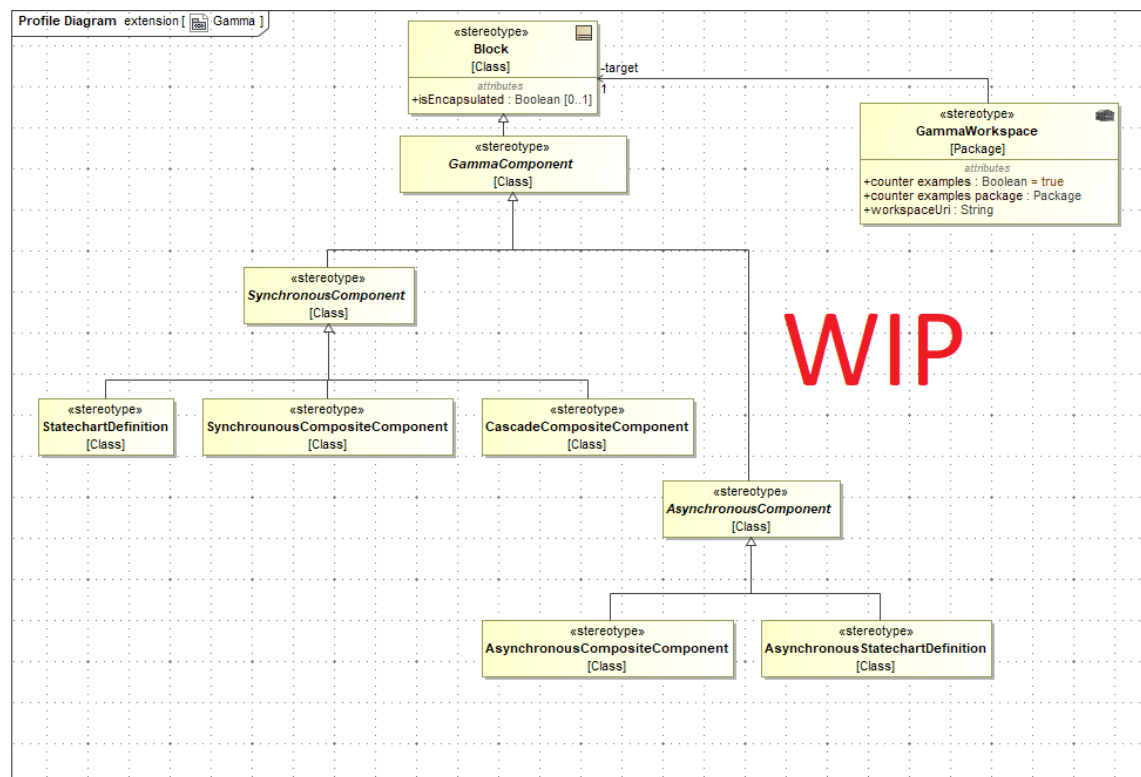 Profile Diagram extension [ Gamma ]
«stereotype»
Block
[Class]
attributes
+isEncapsulated : Boolean [0..1]
-target
1
«stereotype»
GammaWorkspace
[Package]
attributes
+counter examples : Boolean = true
+counter examples package : Package
+workspaceUri : String
«stereotype»
GammaComponent
[Class]
«stereotype»
SynchronousComponent
[Class]
WIP
«stereotype»
StatechartDefinition
[Class]
«stereotype»
SynchrounousCompositeComponent
[Class]
«stereotype»
CascadeCompositeComponent
[Class]
«stereotype»
AsynchronousComponent
[Class]
«stereotype»
AsynchronousCompositeComponent
[Class]
«stereotype»
AsynchronousStatechartDefinition
[Class]